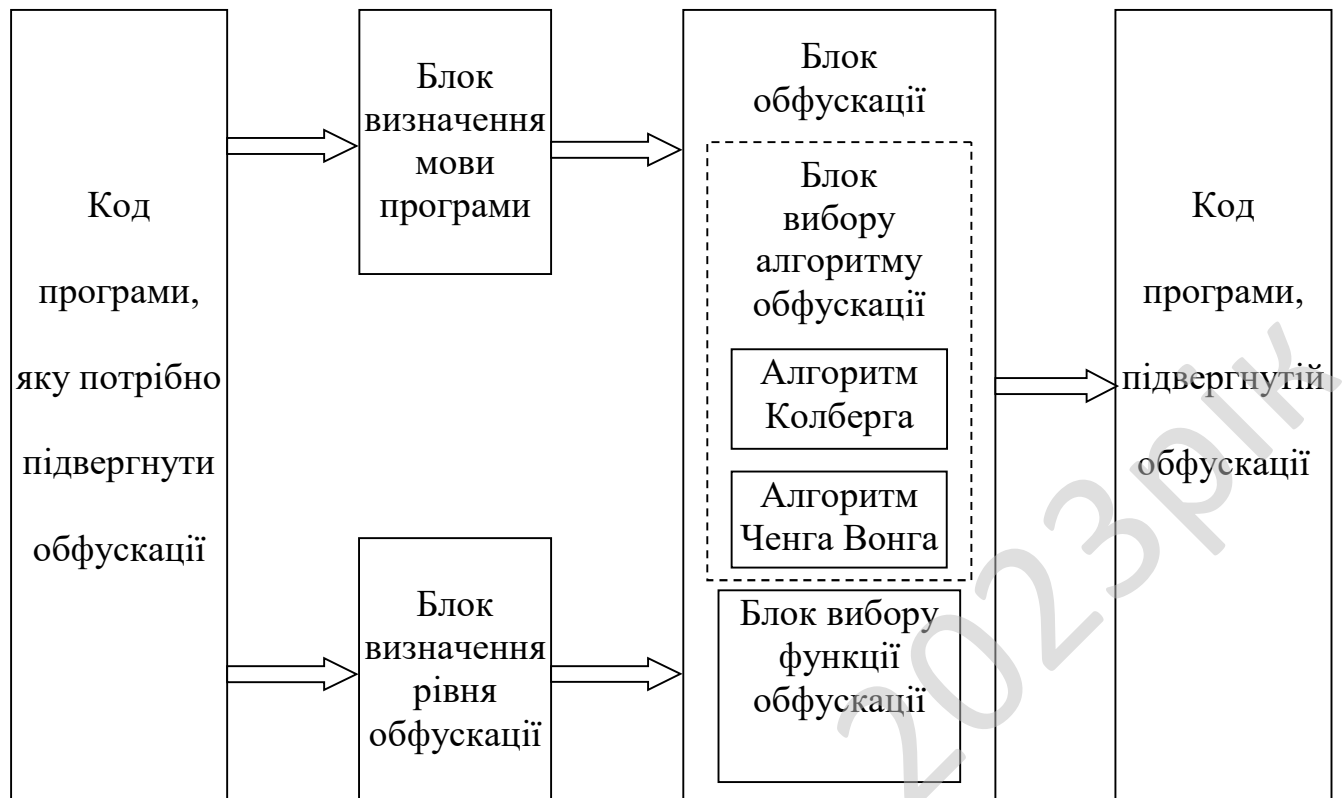 Код
програми,
яку потрібно
підвергнути
обфускації
Блок
визначення
мови
програми
Блок
визначення
рівня
обфускації
Блок
обфускації
Блок
вибору
алгоритму
обфускації
Алгоритм
Колберга
Алгоритм
Ченга Вонга
Блок вибору
функції
обфускації
Код
програми,
підвергнутій
обфускації
2023рік